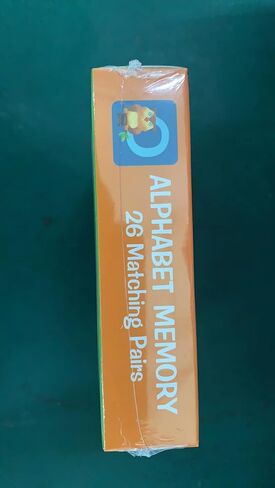 O
ALPHABET MEMORY
26 Matching Pairs